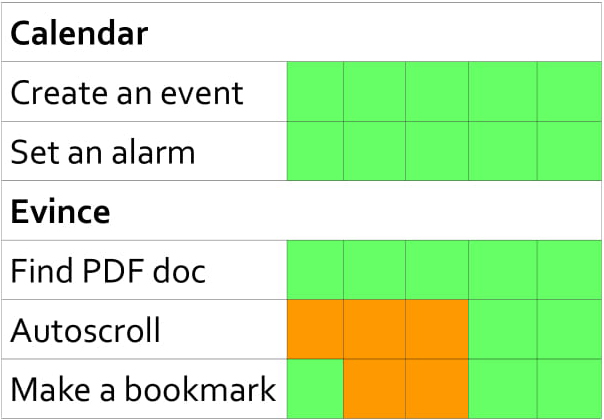 Calendar
Create an event
Set an alarm
Evince
Find PDF doc
Autoscroll
Make a bookmark